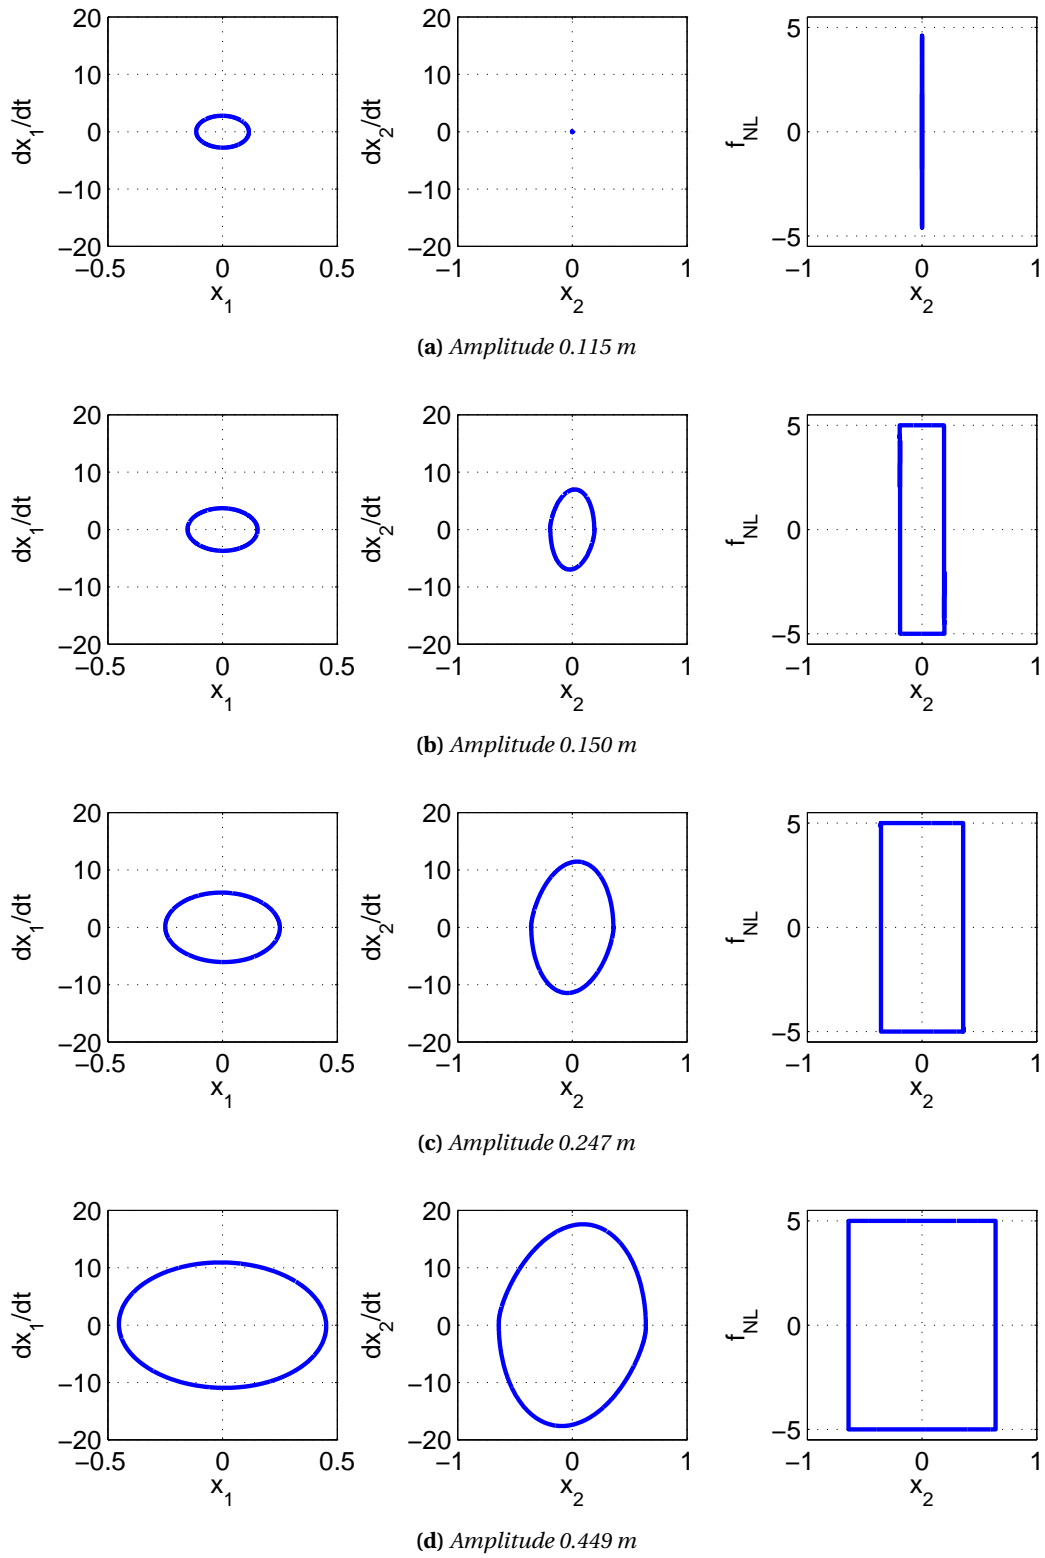 20
10
0
−10
−20
−0.5 0 0.5
dx1/dt
x1
20
10
0
−10
−20
−1 0 1
dx2/dt
x2
5
0
−5
−1 0 1
fNL
x2
(a) Amplitude 0.115 m
20
10
0
−10
−20
−0.5 0 0.5
dx1/dt
x1
20
10
0
−10
−20
−1 0 1
dx2/dt
x2
5
0
−5
−1 0 1
fNL
x2
(b) Amplitude 0.150 m
20
10
0
−10
−20
−0.5 0 0.5
dx1/dt
x1
20
10
0
−10
−20
−1 0 1
dx2/dt
x2
5
0
−5
−1 0 1
fNL
x2
(c) Amplitude 0.247 m
20
10
0
−10
−20
−0.5 0 0.5
dx1/dt
x1
20
10
0
−10
−20
−1 0 1
dx2/dt
x2
5
0
−5
−1 0 1
fNL
x2
(d) Amplitude 0.449 m